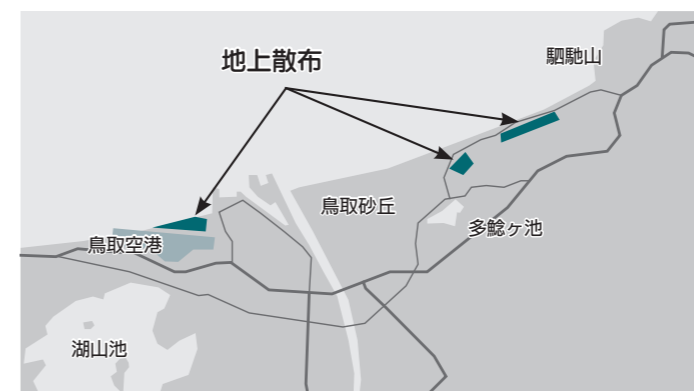 地上散布
駟馳山
鳥取砂丘
多鯰ヶ池
鳥取空港
湖山池